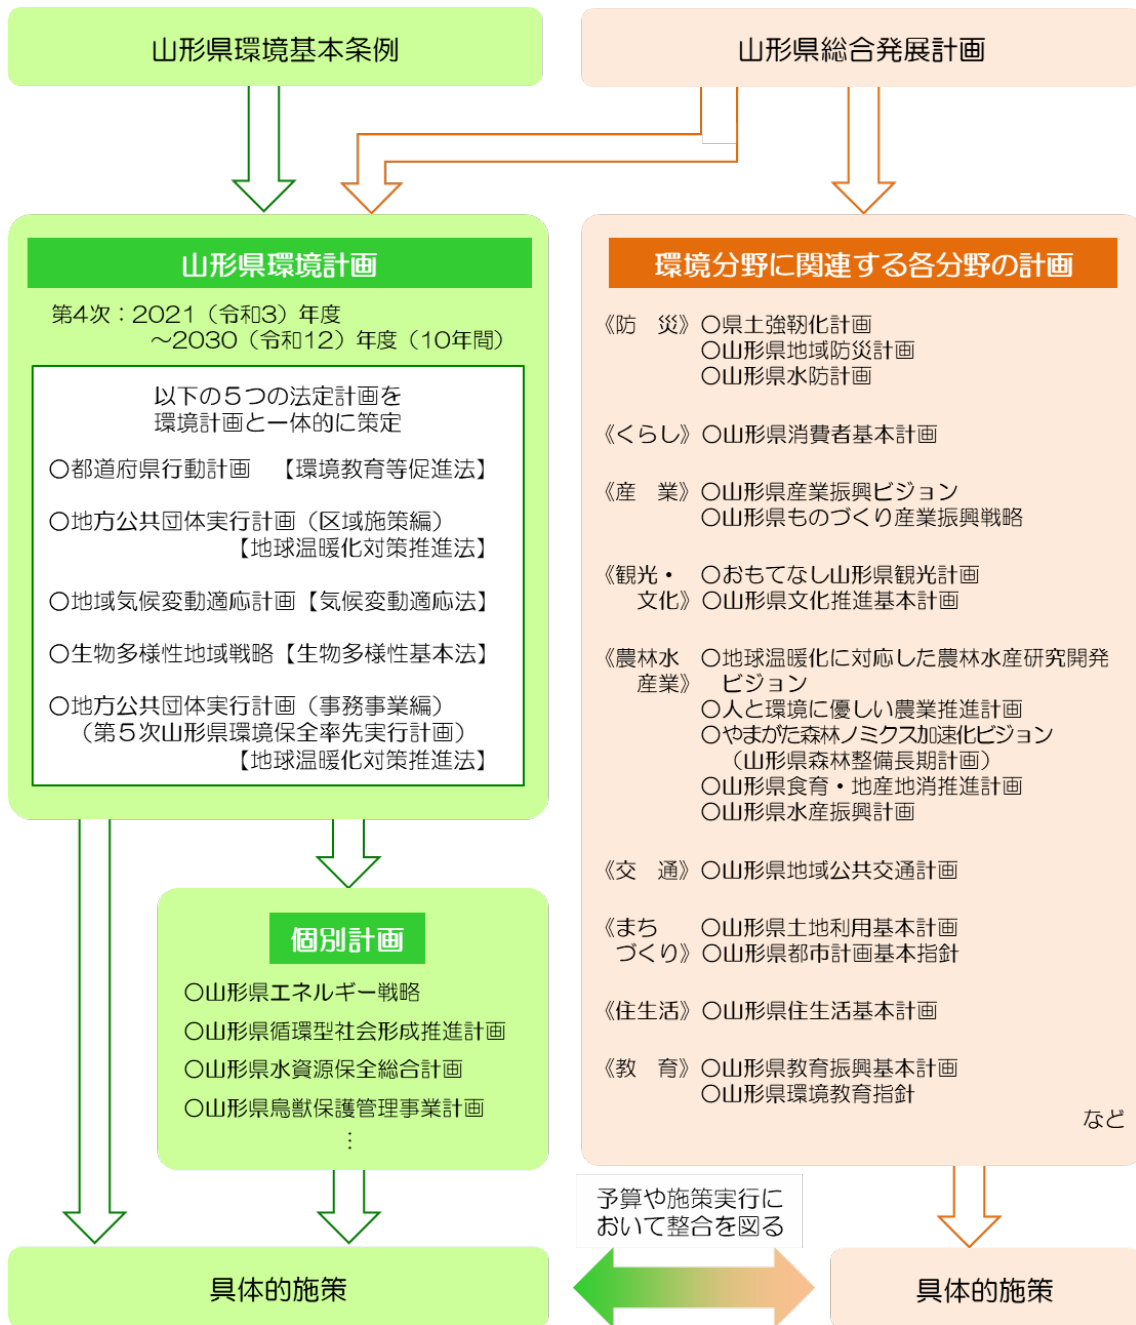 山形県環境基本条例
山形県総合発展計画
山形県環境計画
第4次：2021（令和3）年度
～2030（令和12）年度（10年間）
以下の５つの法定計画を
環境計画と一体的に策定
〇都道府県行動計画　【環境教育等促進法】
〇地方公共団体実行計画（区域施策編）
【地球温暖化対策推進法】
〇地域気候変動適応計画【気候変動適応法】
〇生物多様性地域戦略【生物多様性基本法】
〇地方公共団体実行計画（事務事業編）
（第５次山形県環境保全率先実行計画）
【地球温暖化対策推進法】
個別計画
〇山形県エネルギー戦略
〇山形県循環型社会形成推進計画
〇山形県水資源保全総合計画
〇山形県鳥獣保護管理事業計画
…
具体的施策
環境分野に関連する各分野の計画
《防　災》〇県土強靭化計画
〇山形県地域防災計画
〇山形県水防計画
《くらし》〇山形県消費者基本計画
《産　業》〇山形県産業振興ビジョン
〇山形県ものづくり産業振興戦略
《観光・　〇おもてなし山形県観光計画
文化》〇山形県文化推進基本計画
《農林水　〇地球温暖化に対応した農林水産研究開発
産業》　ビジョン
〇人と環境に優しい農業推進計画
〇やまがた森林ノミクス加速化ビジョン
（山形県森林整備長期計画）
〇山形県食育・地産地消推進計画
〇山形県水産振興計画
《交　通》〇山形県地域公共交通計画
《まち　　〇山形県土地利用基本計画
づくり》〇山形県都市計画基本指針
《住生活》〇山形県住生活基本計画
《教　育》〇山形県教育振興基本計画
〇山形県環境教育指針
など
予算や施策実行に
おいて整合を図る
具体的施策